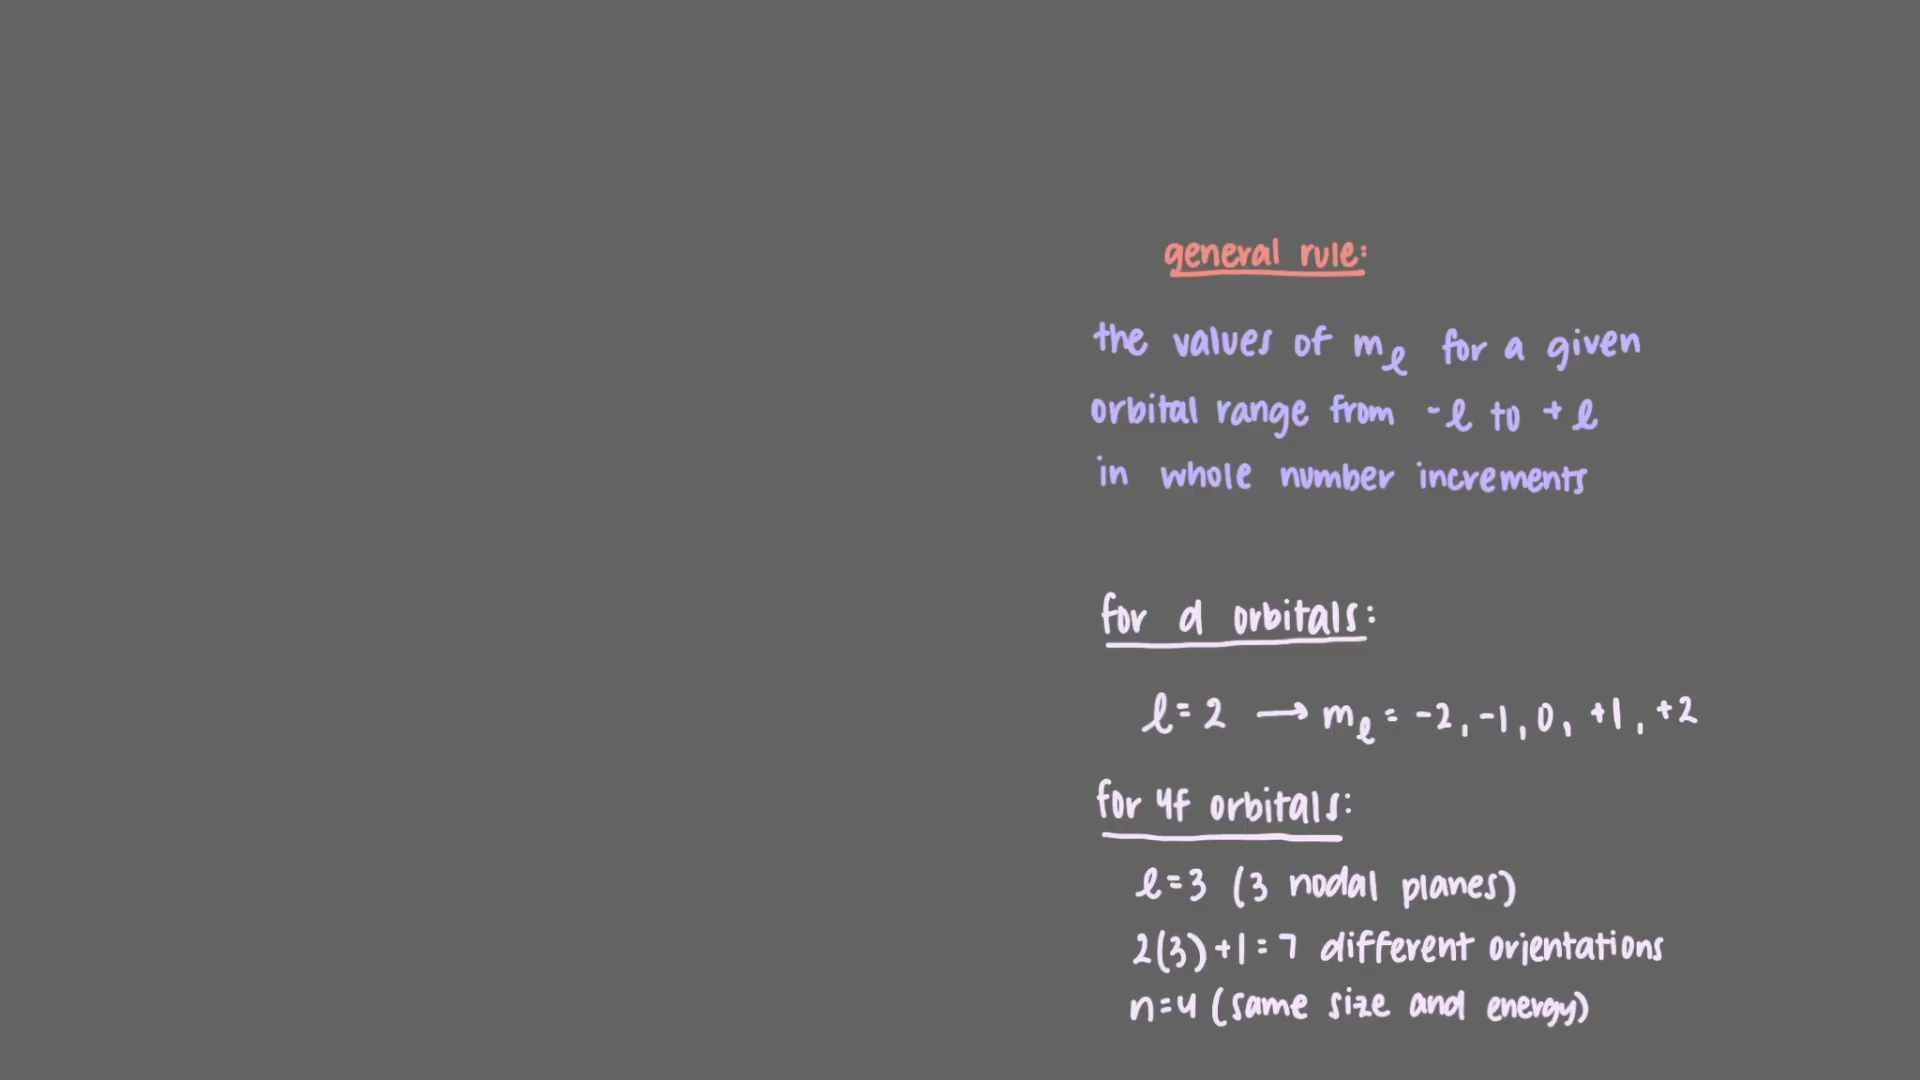 general rule:
the values of mℓ for a given
orbital range from -ℓ to +ℓ
in whole number increments
for d orbitals:
ℓ = 2 → mℓ = -2, -1, 0, +1, +2
for 4f orbitals:
ℓ=3 (3 nodal planes)
2(3)+1=7 different orientations
n=4 (same size and energy)